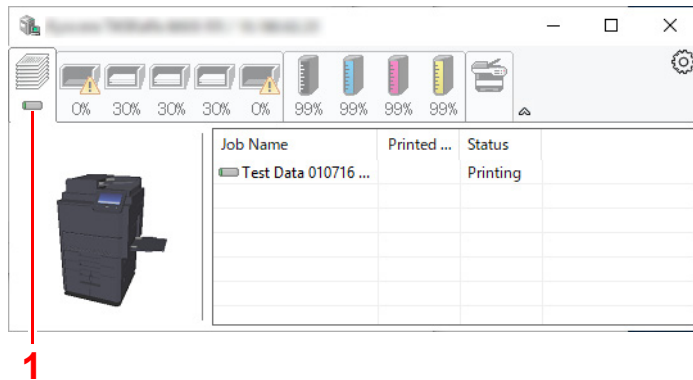 0% 30% 30% 30% 0% 99% 99% 99% 99%
Job Name Printed ... Status
Test Data 010716 ... Printing
1